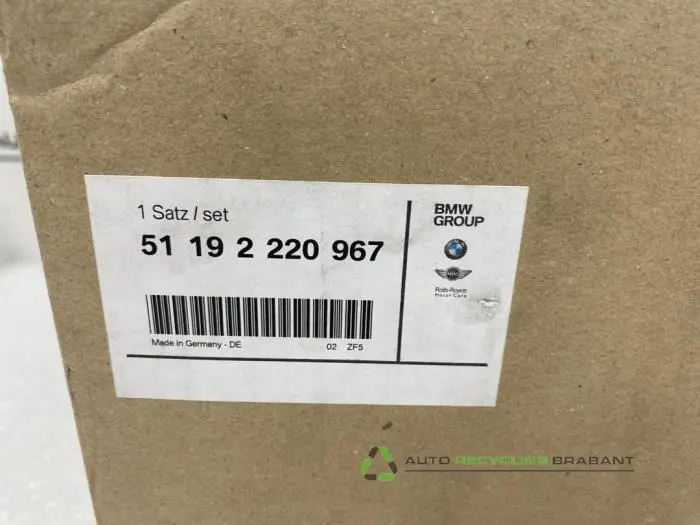 1 Satz / set
51 19 2 220 967
Made in Germany - DE
02 ZF5
BMW
GROUP
MINI
Rolls-Royce
Motor Cars
AUTO RECYCLING BRABANT